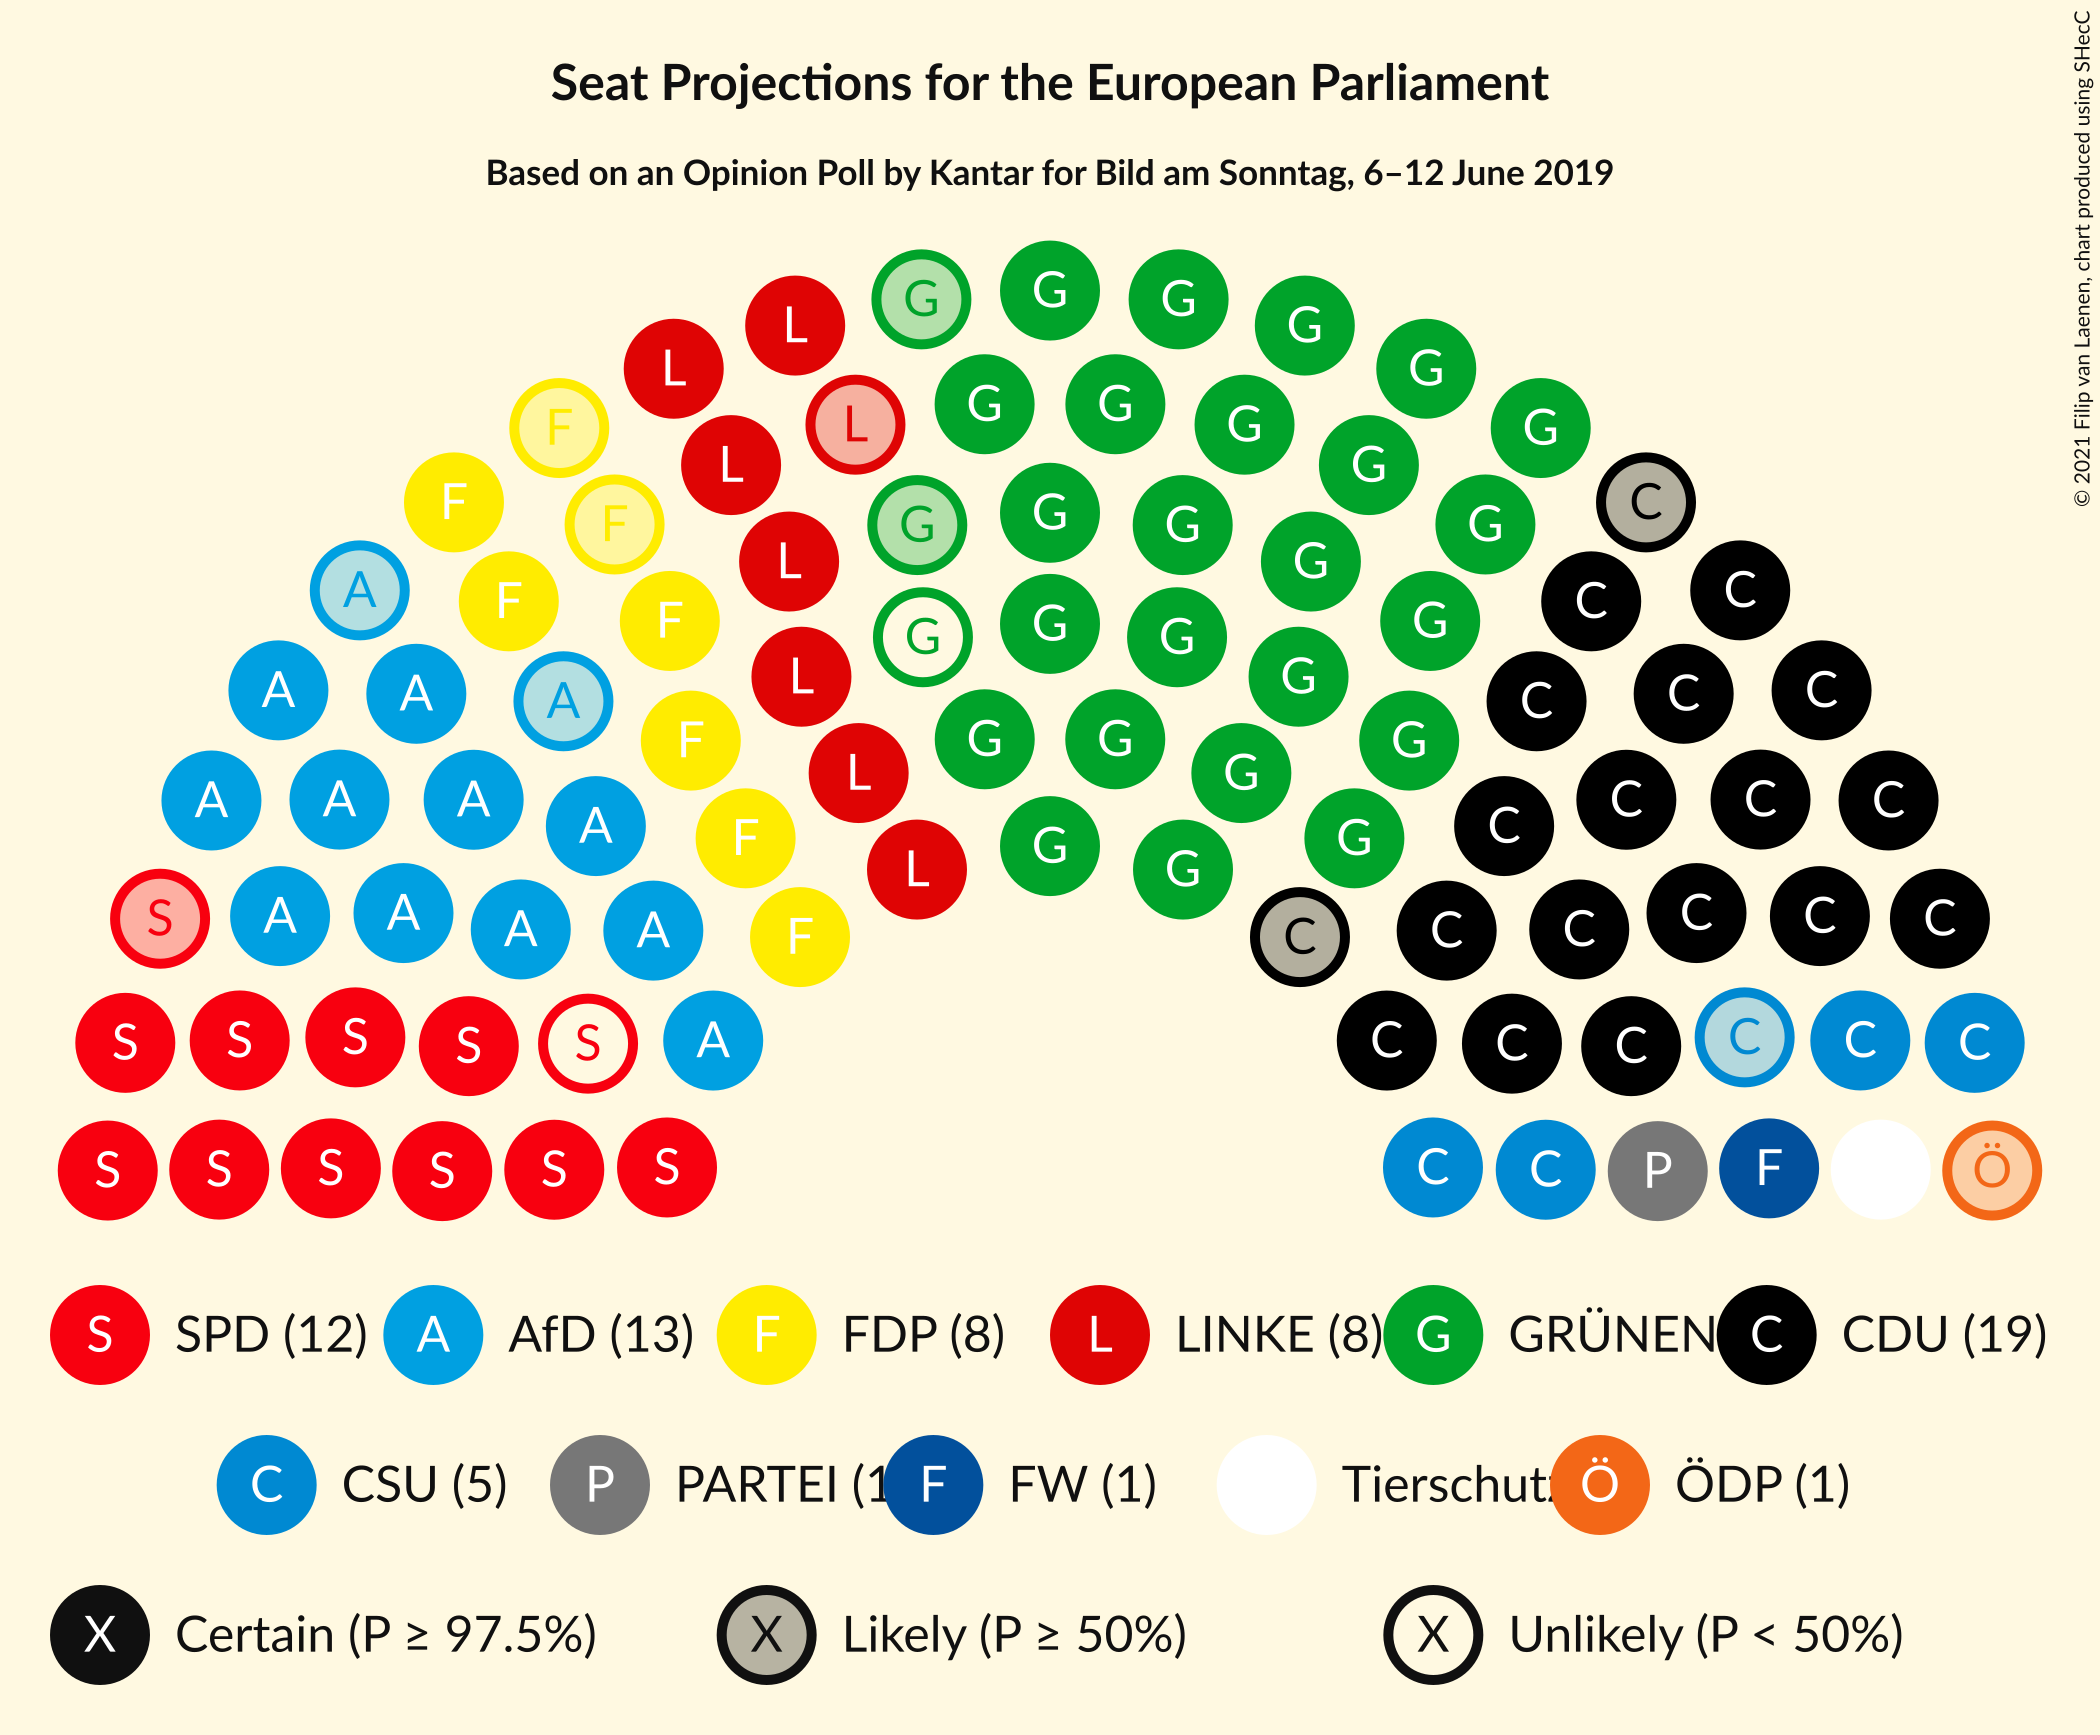 Seat Projections for the European Parliament
Based on an Opinion Poll by Kantar for Bild am Sonntag, 6–12 June 2019
© 2021 Filip van Laenen, chart produced using SHecC
G G G G
L L G G
L G G G G
F L G G
F F L G G G C
A F F L G G G C C
A A A F L G G G G C C C
A A A A F L G G G G C C C C
S A A A A F L G G C C C C C C
S S S S S A C C C C C C
S S S S S S C C P F Ö
S SPD (12) A AfD (13) F FDP (8) L LINKE (8) G GRÜNEN C CDU (19)
C CSU (5) P PARTEI (1 F FW (1) Tierschutz Ö ÖDP (1)
X Certain (P ≥ 97.5%) X Likely (P ≥ 50%) X Unlikely (P < 50%)